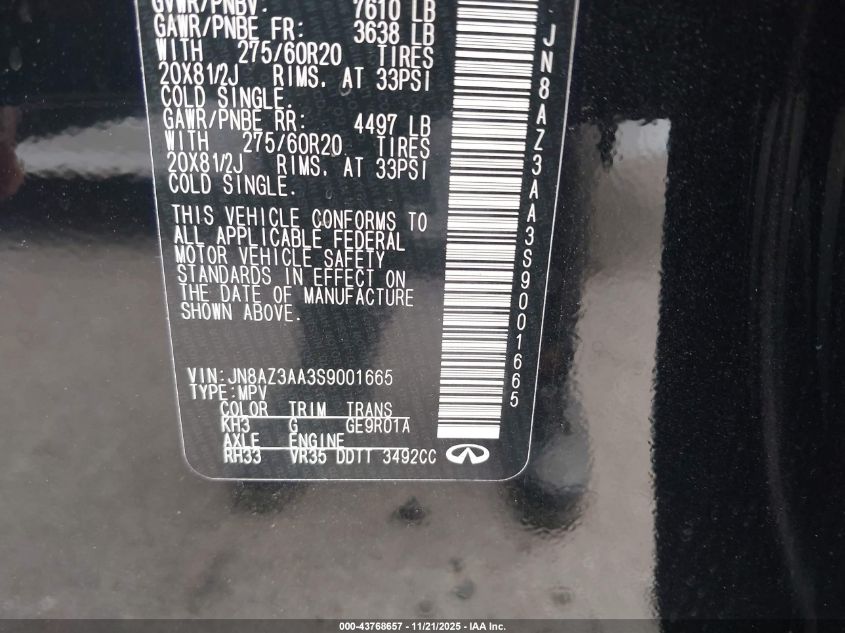 GVWR/PNBV: 7610 LB
GAWR/PNBE FR: 3638 LB
WITH 275/60R20 TIRES
20X81/2J RIMS. AT 33PSI
COLD SINGLE.
GAWR/PNBE RR: 4497 LB
WITH 275/60R20 TIRES
20X81/2J RIMS. AT 33PSI
COLD SINGLE.
THIS VEHICLE CONFORMS TO
ALL APPLICABLE FEDERAL
MOTOR VEHICLE SAFETY
STANDARDS IN EFFECT ON
THE DATE OF MANUFACTURE
SHOWN ABOVE.
VIN:JN8AZ3AA3S9001665
TYPE:MPV
COLOR TRIM TRANS
KH3 G GE9R01A
AXLE ENGINE
RH33 VR35 DDTT 3492CC
JN8AZ3AA3S9001665
000-43768657 - 11/21/2025 - IAA Inc.